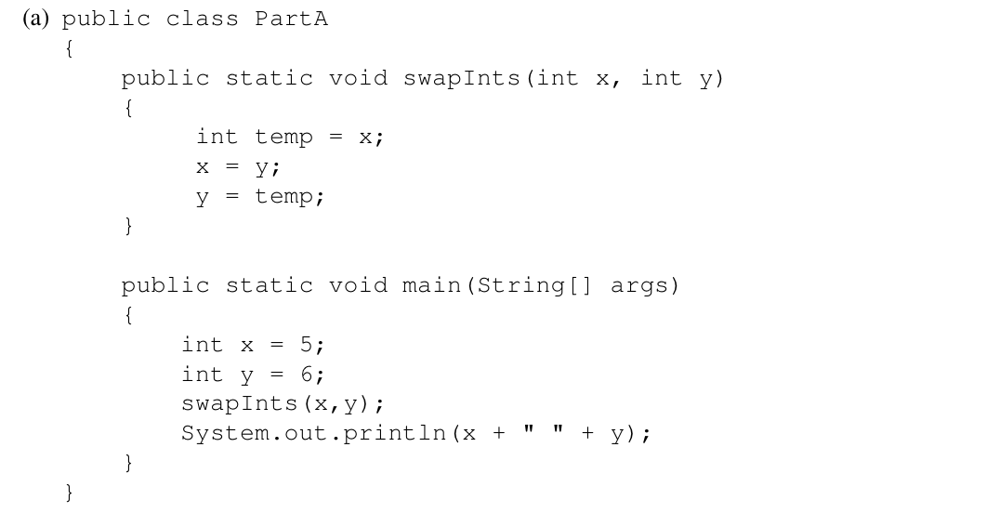 (a) public class PartA
{
public static void swapInts(int x, int y)
{
int temp = x;
x = y;
y = temp;
}
public static void main(String[] args)
{
int x = 5;
int y = 6;
swapInts(x,y);
System.out.println(x + " " + y);
}
}